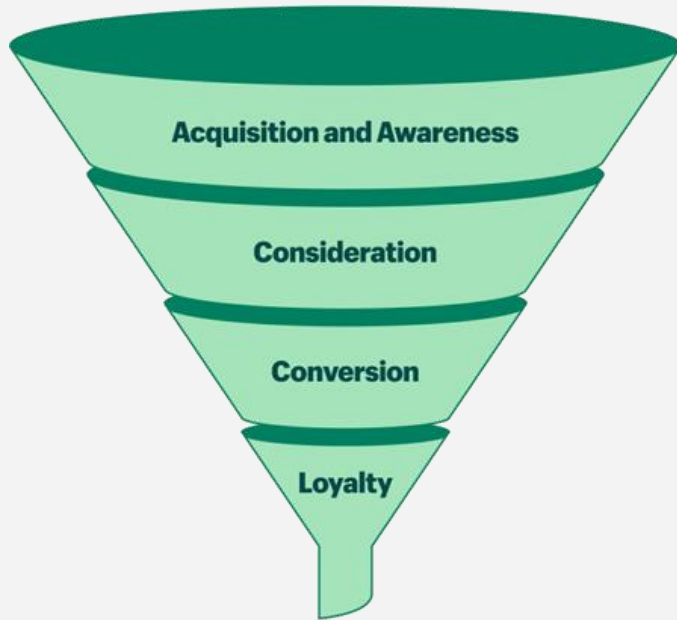 Acquisition and Awareness
Consideration
Conversion
Loyalty